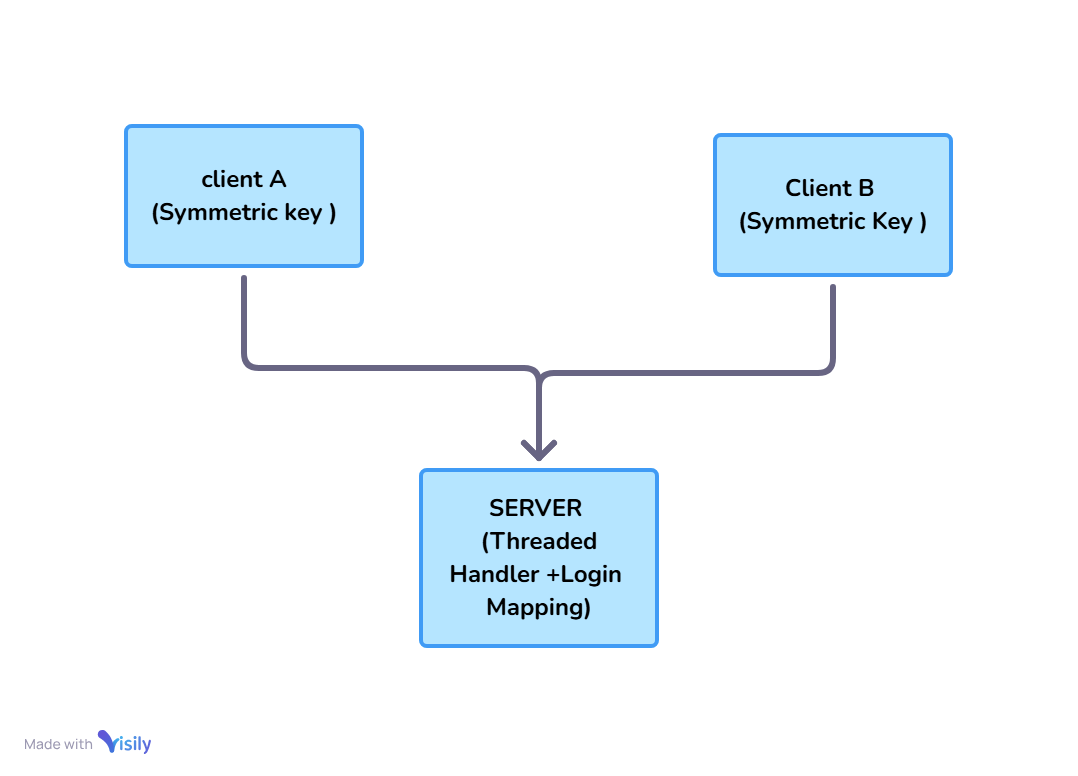 client A
(Symmetric key )
Client B
(Symmetric Key )
SERVER
(Threaded
Handler +Login
Mapping)
Made with Visily